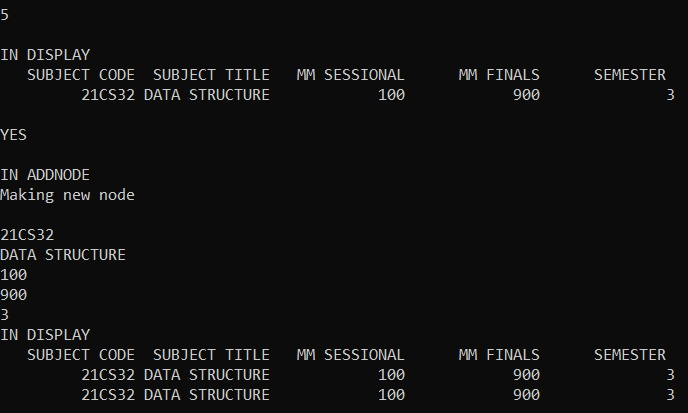 5
IN DISPLAY
SUBJECT CODE SUBJECT TITLE MM SESSIONAL MM FINALS SEMESTER
21CS32 DATA STRUCTURE 100 900 3
YES
IN ADDNODE
Making new node
21CS32
DATA STRUCTURE
100
900
3
IN DISPLAY
SUBJECT CODE SUBJECT TITLE MM SESSIONAL MM FINALS SEMESTER
21CS32 DATA STRUCTURE 100 900 3
21CS32 DATA STRUCTURE 100 900 3